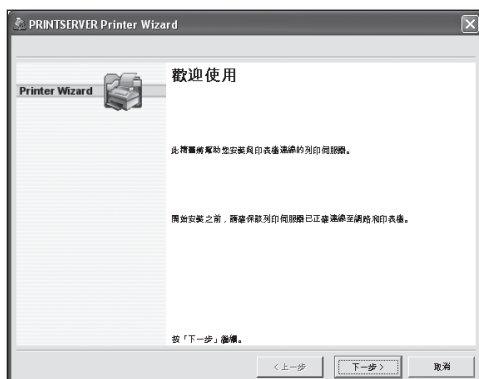 PRINTSERVER Printer Wizard
Printer Wizard
歡迎使用
此精靈將幫助您安裝與印表機連線的列印伺服器。
開始安裝之前，請確保該列印伺服器已正確連線至網路和印表機。
按「下一步」繼續。
<上一步
下一步>
取消